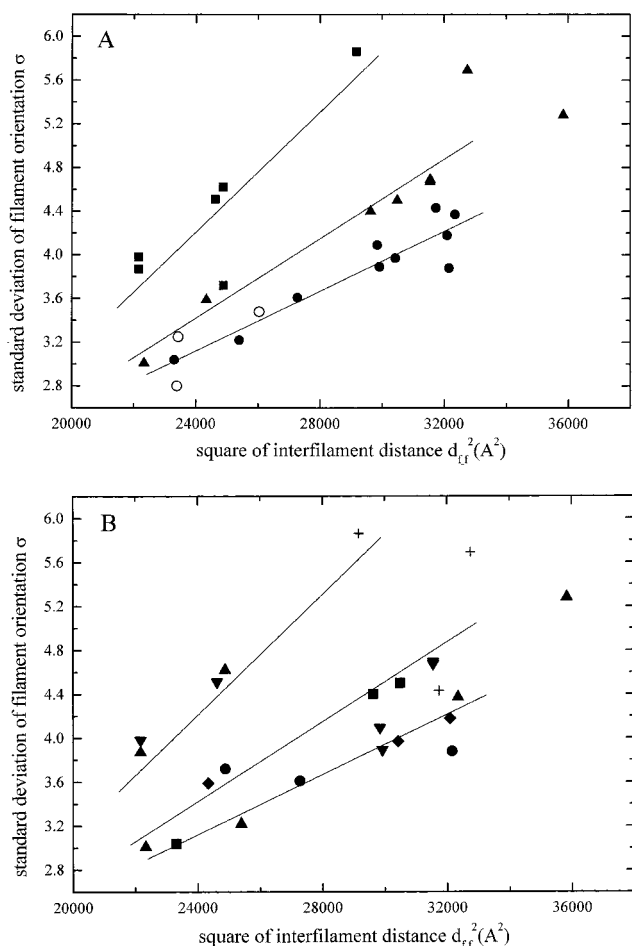 A
6.0
5.6
5.2
4.8
4.4
4.0
3.6
3.2
2.8
standard deviation of filament orientation σ
20000 24000 28000 32000 36000
square of interfilament distance d_ff^2(A^2)
B
6.0
5.6
5.2
4.8
4.4
4.0
3.6
3.2
2.8
standard deviation of filament orientation σ
20000 24000 28000 32000 36000
square of interfilament distance d_ff^2(A^2)